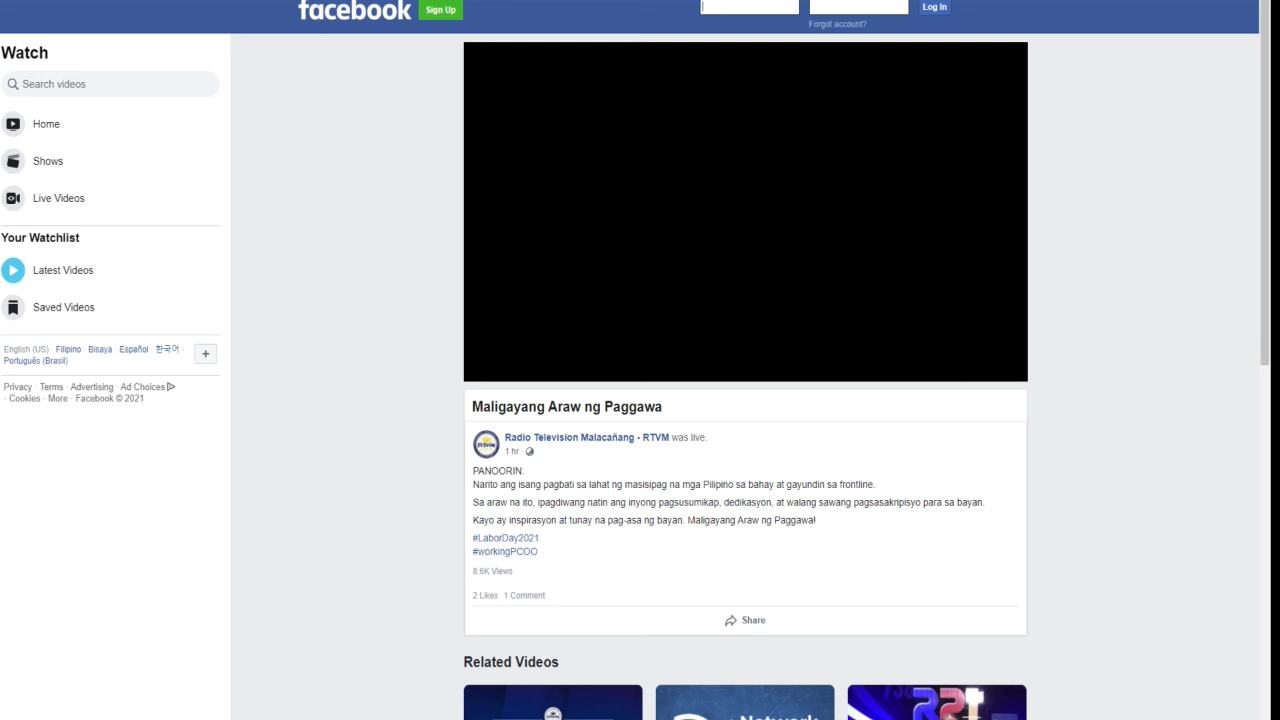 facebook
Sign Up
Log In
Forgot account?
Watch
Search videos
Home
Shows
Live Videos
Your Watchlist
Latest Videos
Saved Videos
English (US) · Filipino · Bisaya · Español · 한국어 ·
Português (Brasil)
+
Privacy · Terms · Advertising · Ad Choices
· Cookies · More · Facebook © 2021
Maligayang Araw ng Paggawa
Radio Television Malacañang - RTVM was live.
1 hr ·
PANOORIN:
Narito ang isang pagbati sa lahat ng masisipag na mga Pilipino sa bahay at gayundin sa frontline.
Sa araw na ito, ipagdiwang natin ang inyong pagsusumikap, dedikasyon, at walang sawang pagsasakripisyo para sa bayan.
Kayo ay inspirasyon at tunay na pag-asa ng bayan. Maligayang Araw ng Paggawa!
#LaborDay2021
#workingPCOO
8.6K Views
2 Likes 1 Comment
Share
Related Videos
Network